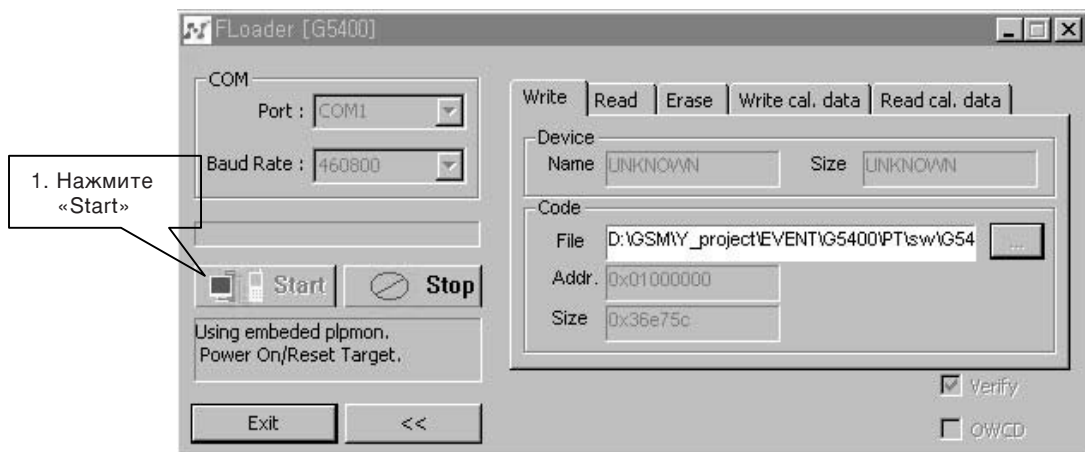 FLoader [G5400]
COM
Port : COM1
Baud Rate : 460800
1. Нажмите
«Start»
Start Stop
Using embeded plpmon.
Power On/Reset Target.
Exit <<
Write Read Erase Write cal. data Read cal. data
Device
Name UNKNOWN Size UNKNOWN
Code
File D:\GSM\Y_project\EVENT\G5400\PT\sw\G54 ...
Addr. 0x01000000
Size 0x36e75c
Verify
OWCD